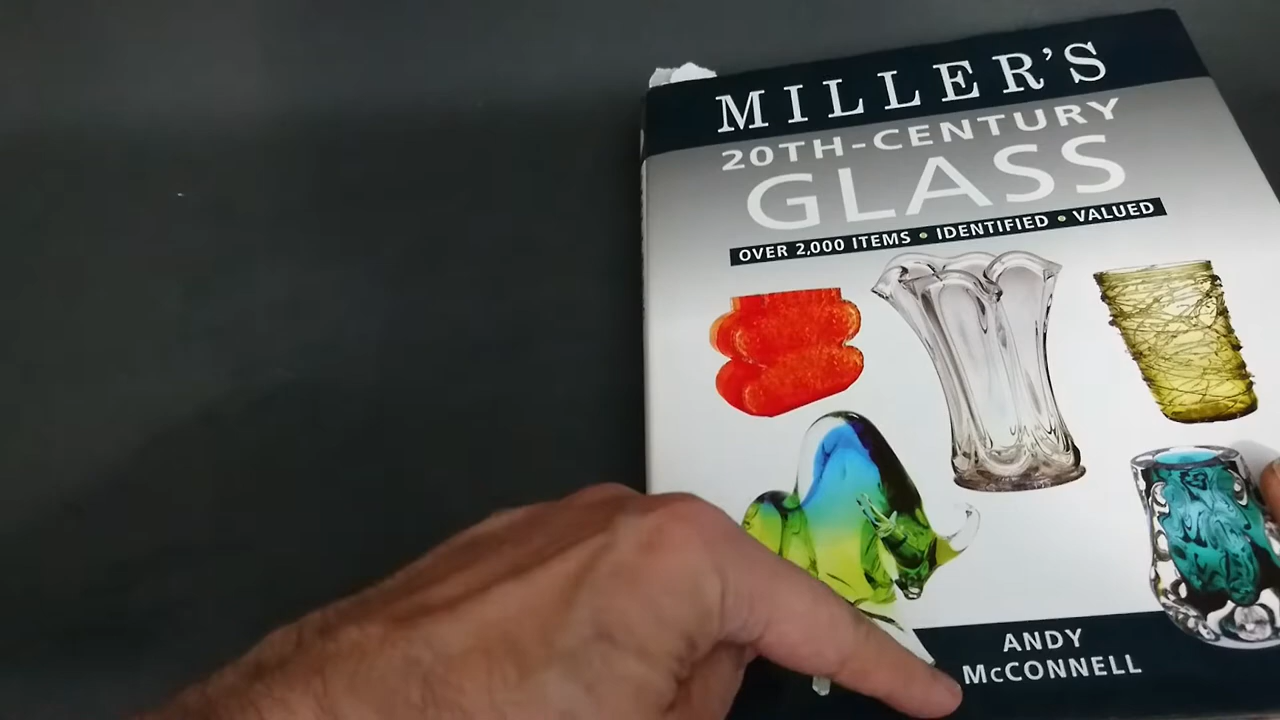 MILLER'S
20TH-CENTURY
GLASS
OVER 2,000 ITEMS • IDENTIFIED • VALUED
ANDY
McCONNELL